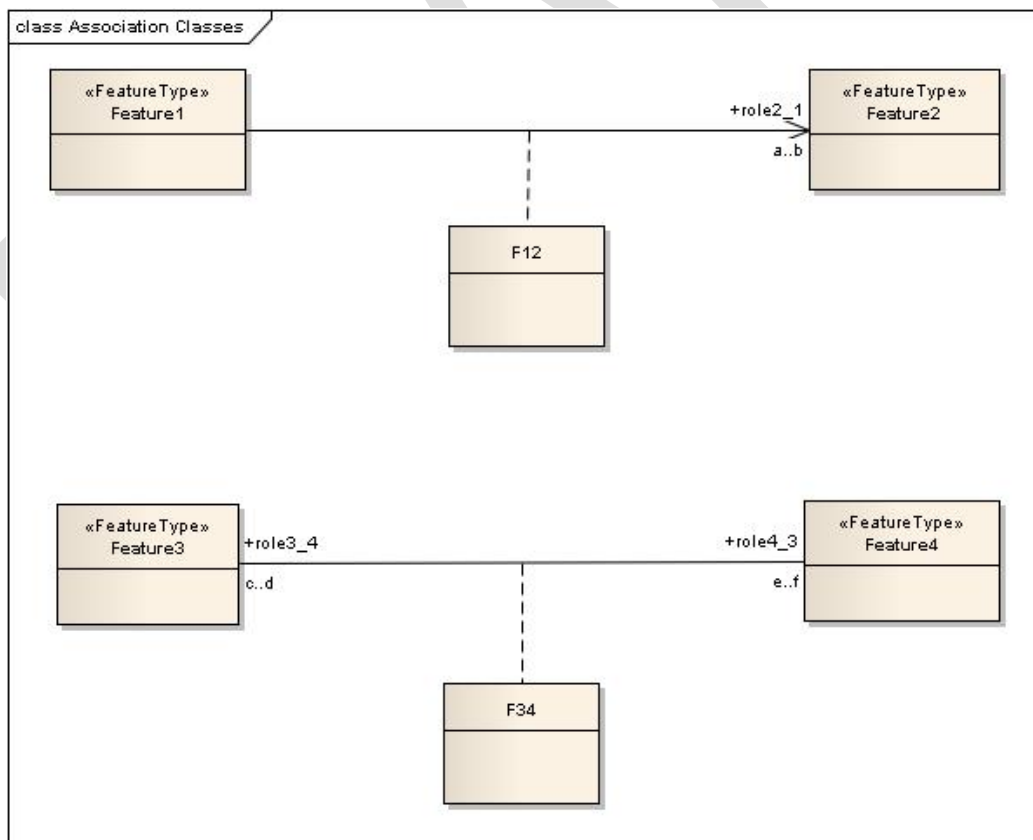 class Association Classes
«FeatureType»
Feature1
+role2_1
a..b
«FeatureType»
Feature2
F12
«FeatureType»
Feature3
+role3_4
c..d
+role4_3
e..f
«FeatureType»
Feature4
F34